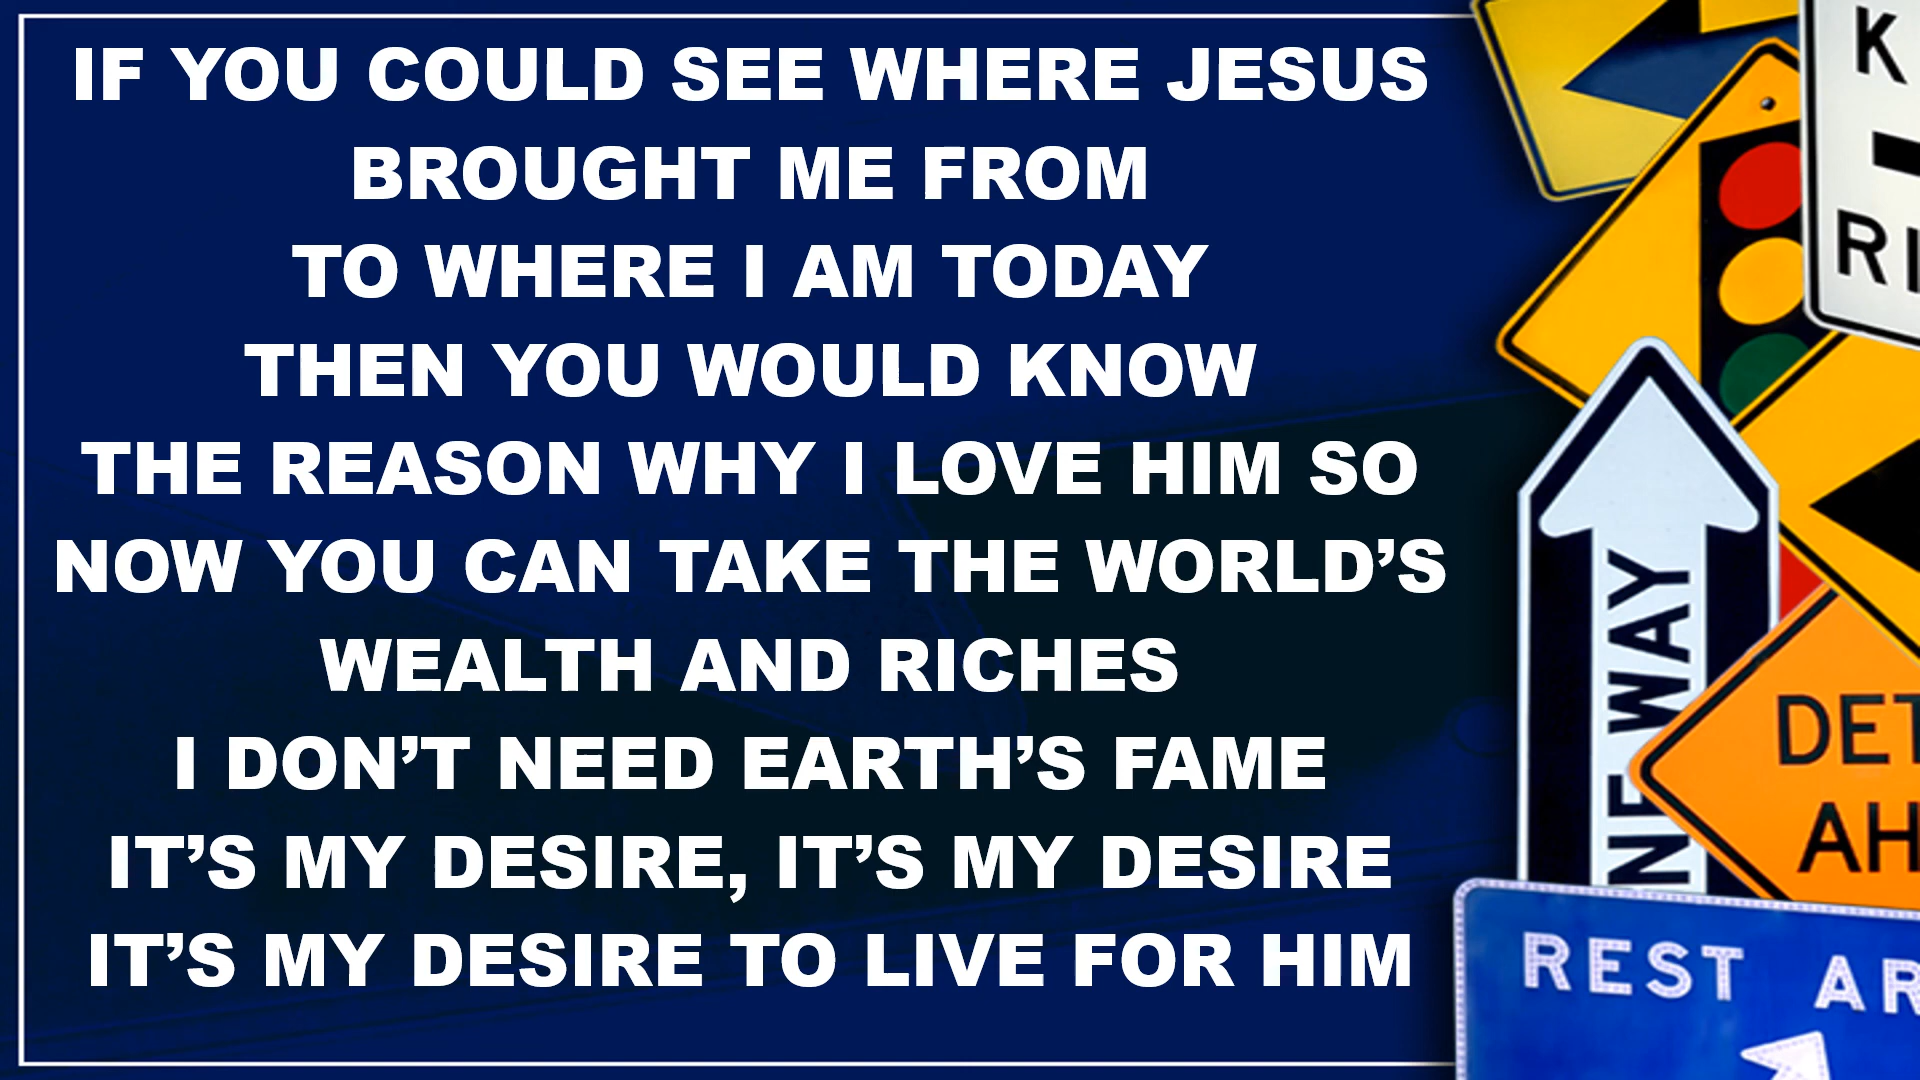 IF YOU COULD SEE WHERE JESUS
BROUGHT ME FROM
TO WHERE I AM TODAY
THEN YOU WOULD KNOW
THE REASON WHY I LOVE HIM SO
NOW YOU CAN TAKE THE WORLD’S
WEALTH AND RICHES
I DON’T NEED EARTH’S FAME
IT’S MY DESIRE, IT’S MY DESIRE
IT’S MY DESIRE TO LIVE FOR HIM
WAY
REST